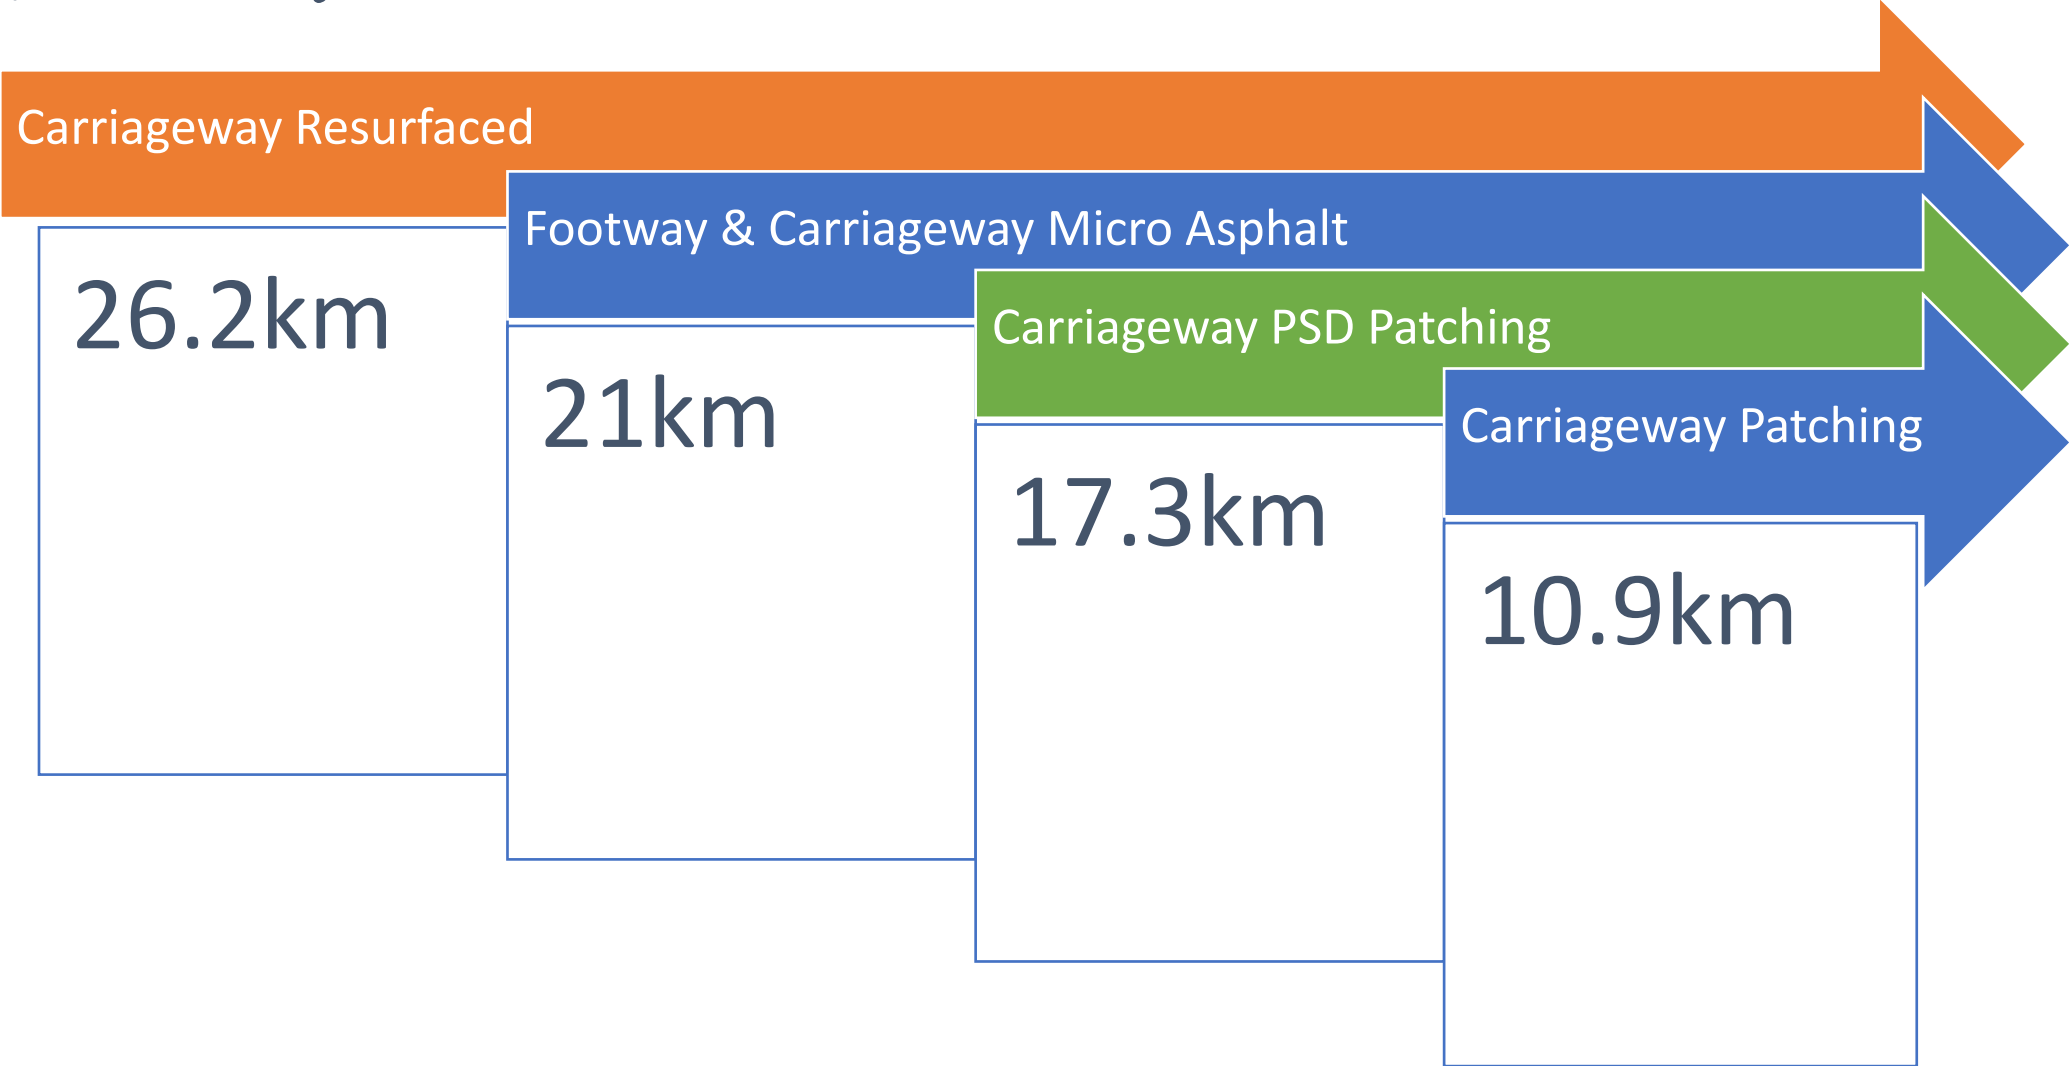 Carriageway Resurfaced
26.2km
Footway & Carriageway Micro Asphalt
21km
Carriageway PSD Patching
17.3km
Carriageway Patching
10.9km